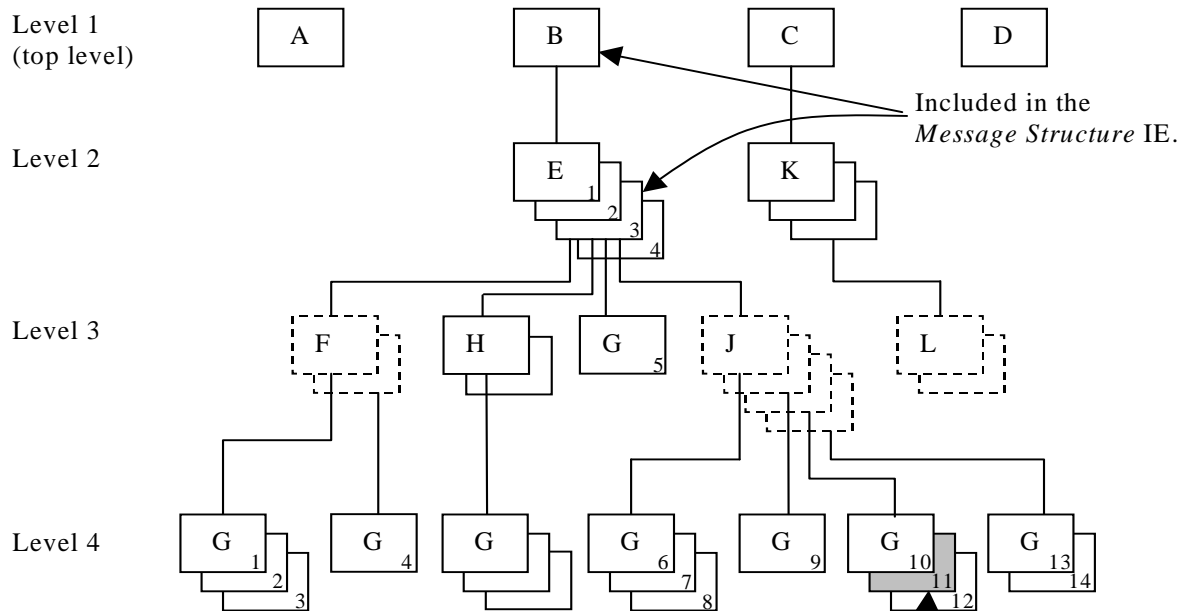 Level 1
(top level)
A
B
C
D
Included in the
Message Structure IE.
Level 2
E
1
2
3
4
K
Level 3
F
H
G
5
J
L
Level 4
G
1
2
3
G
4
G
G
6
7
8
G
9
G
10
11
12
G
13
14